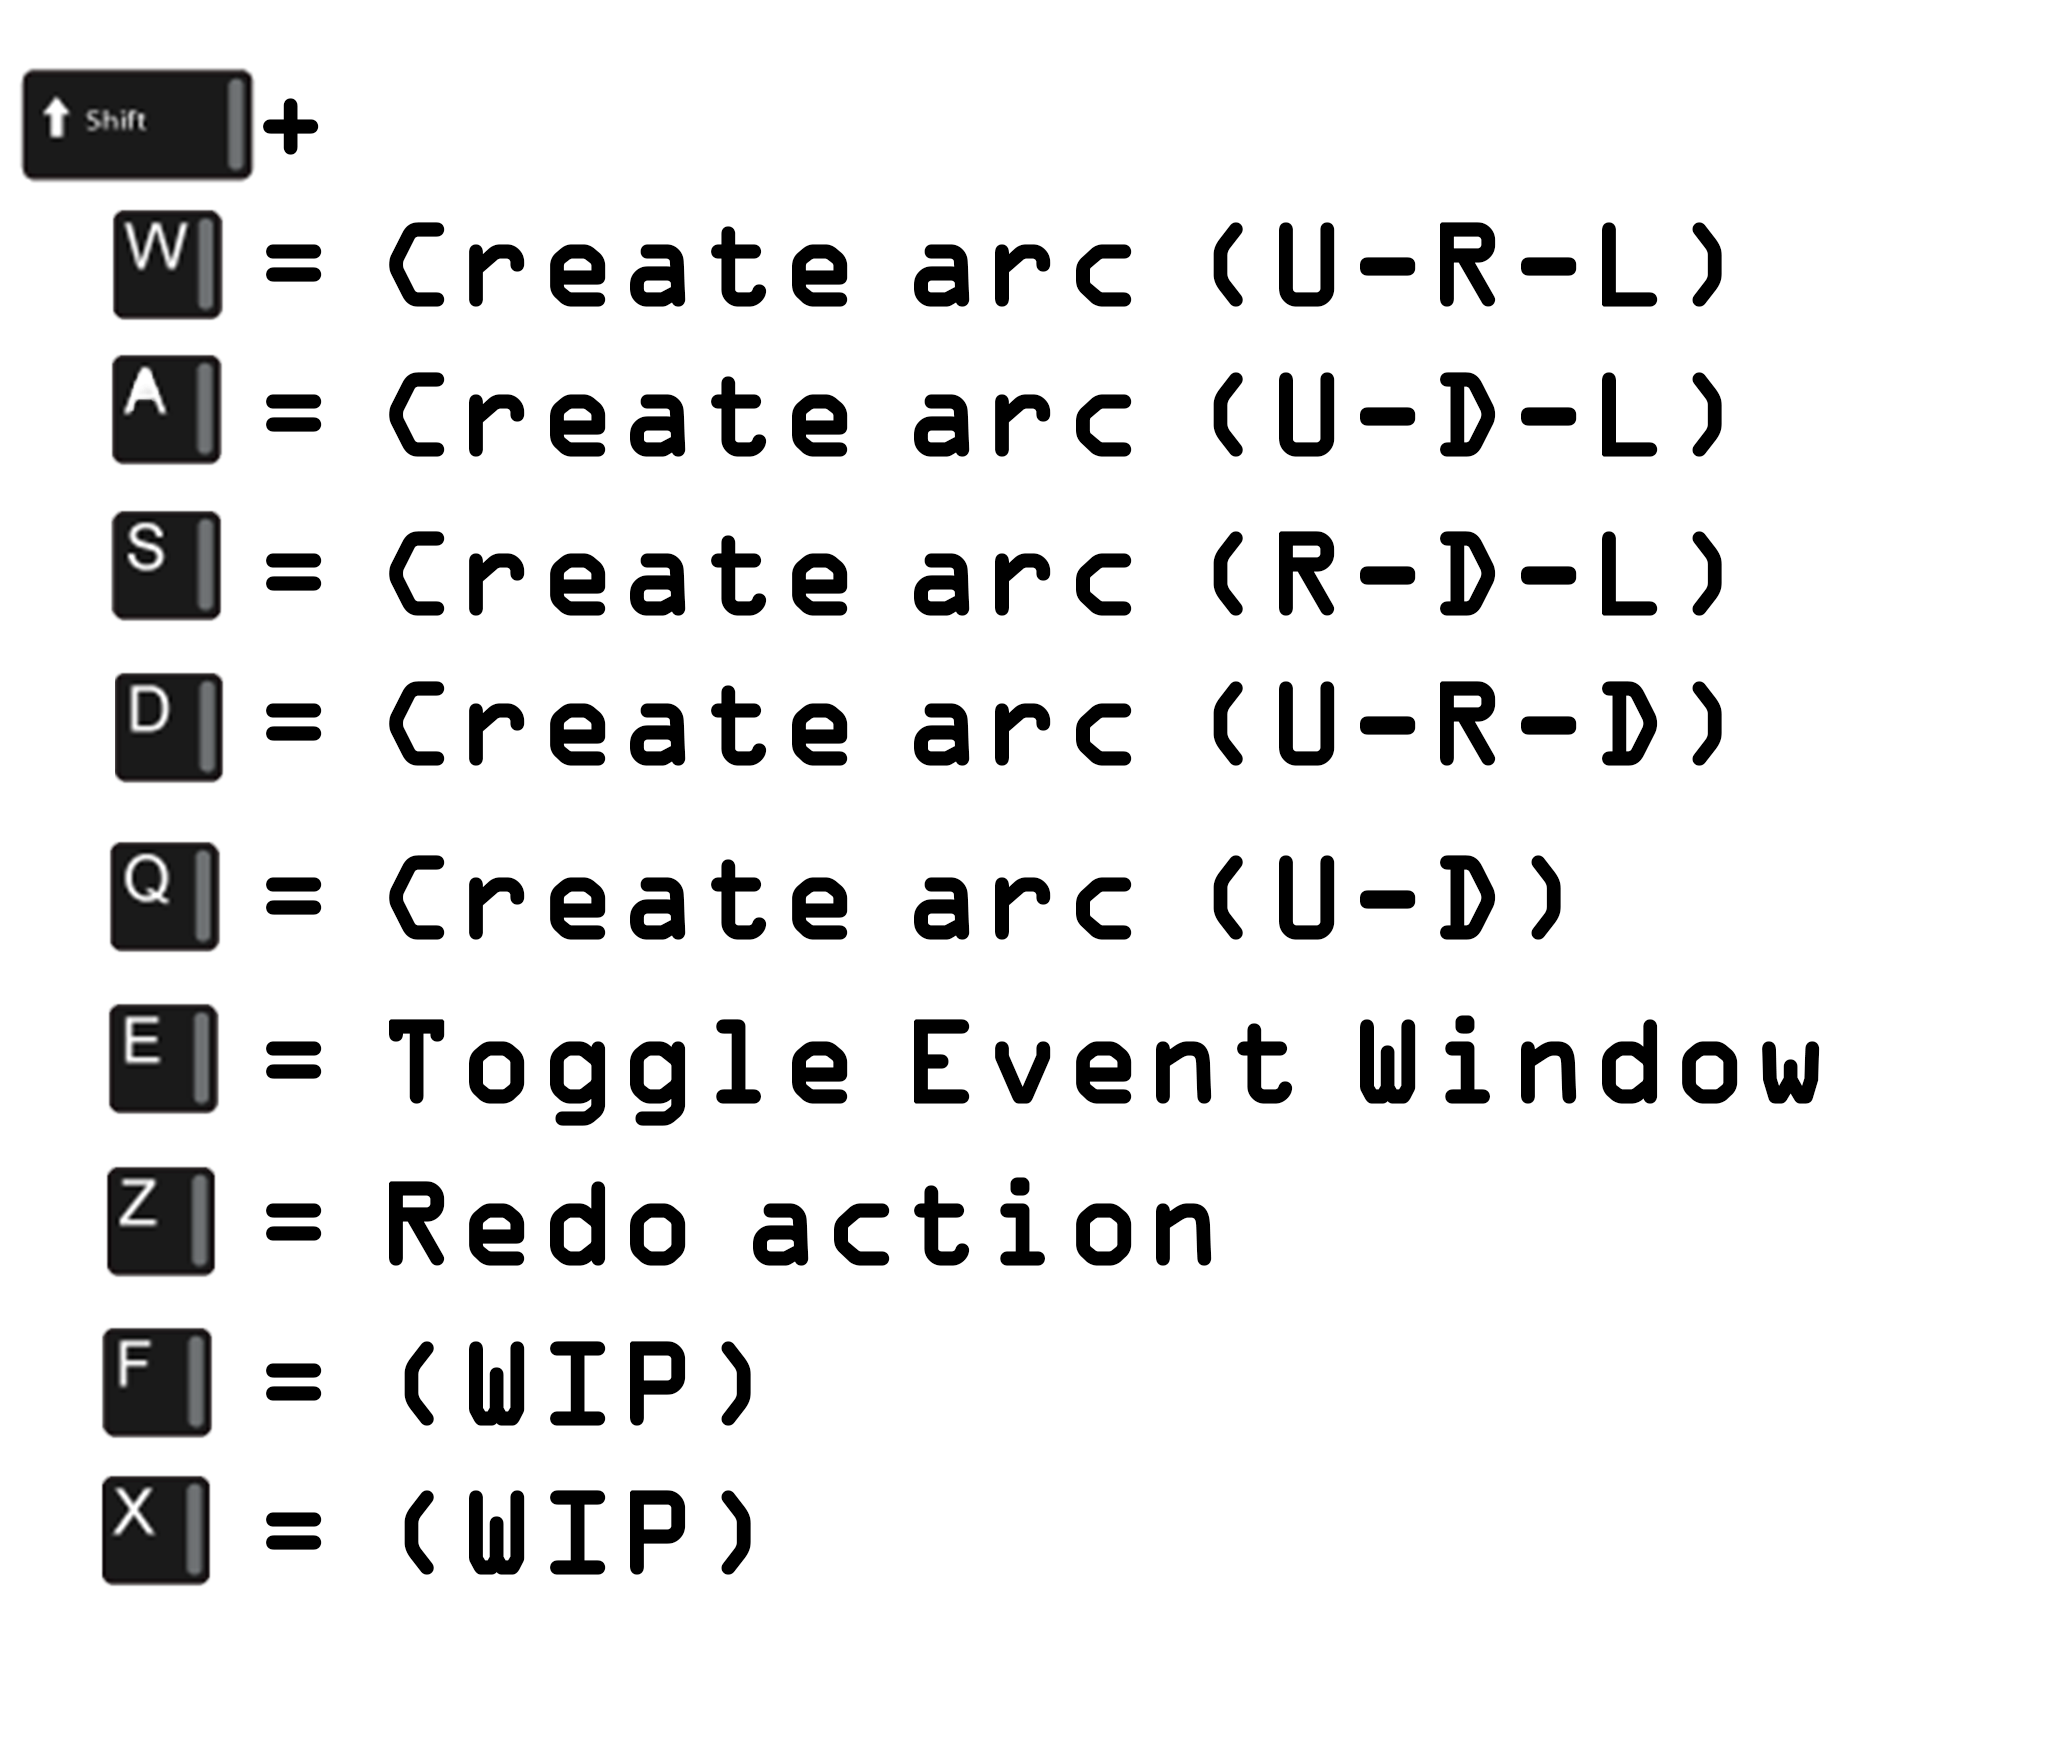 ⬆ Shift +
W = Create arc (U-R-L)
A = Create arc (U-D-L)
S = Create arc (R-D-L)
D = Create arc (U-R-D)
Q = Create arc (U-D)
E = Toggle Event Window
Z = Redo action
F = (WIP)
X = (WIP)